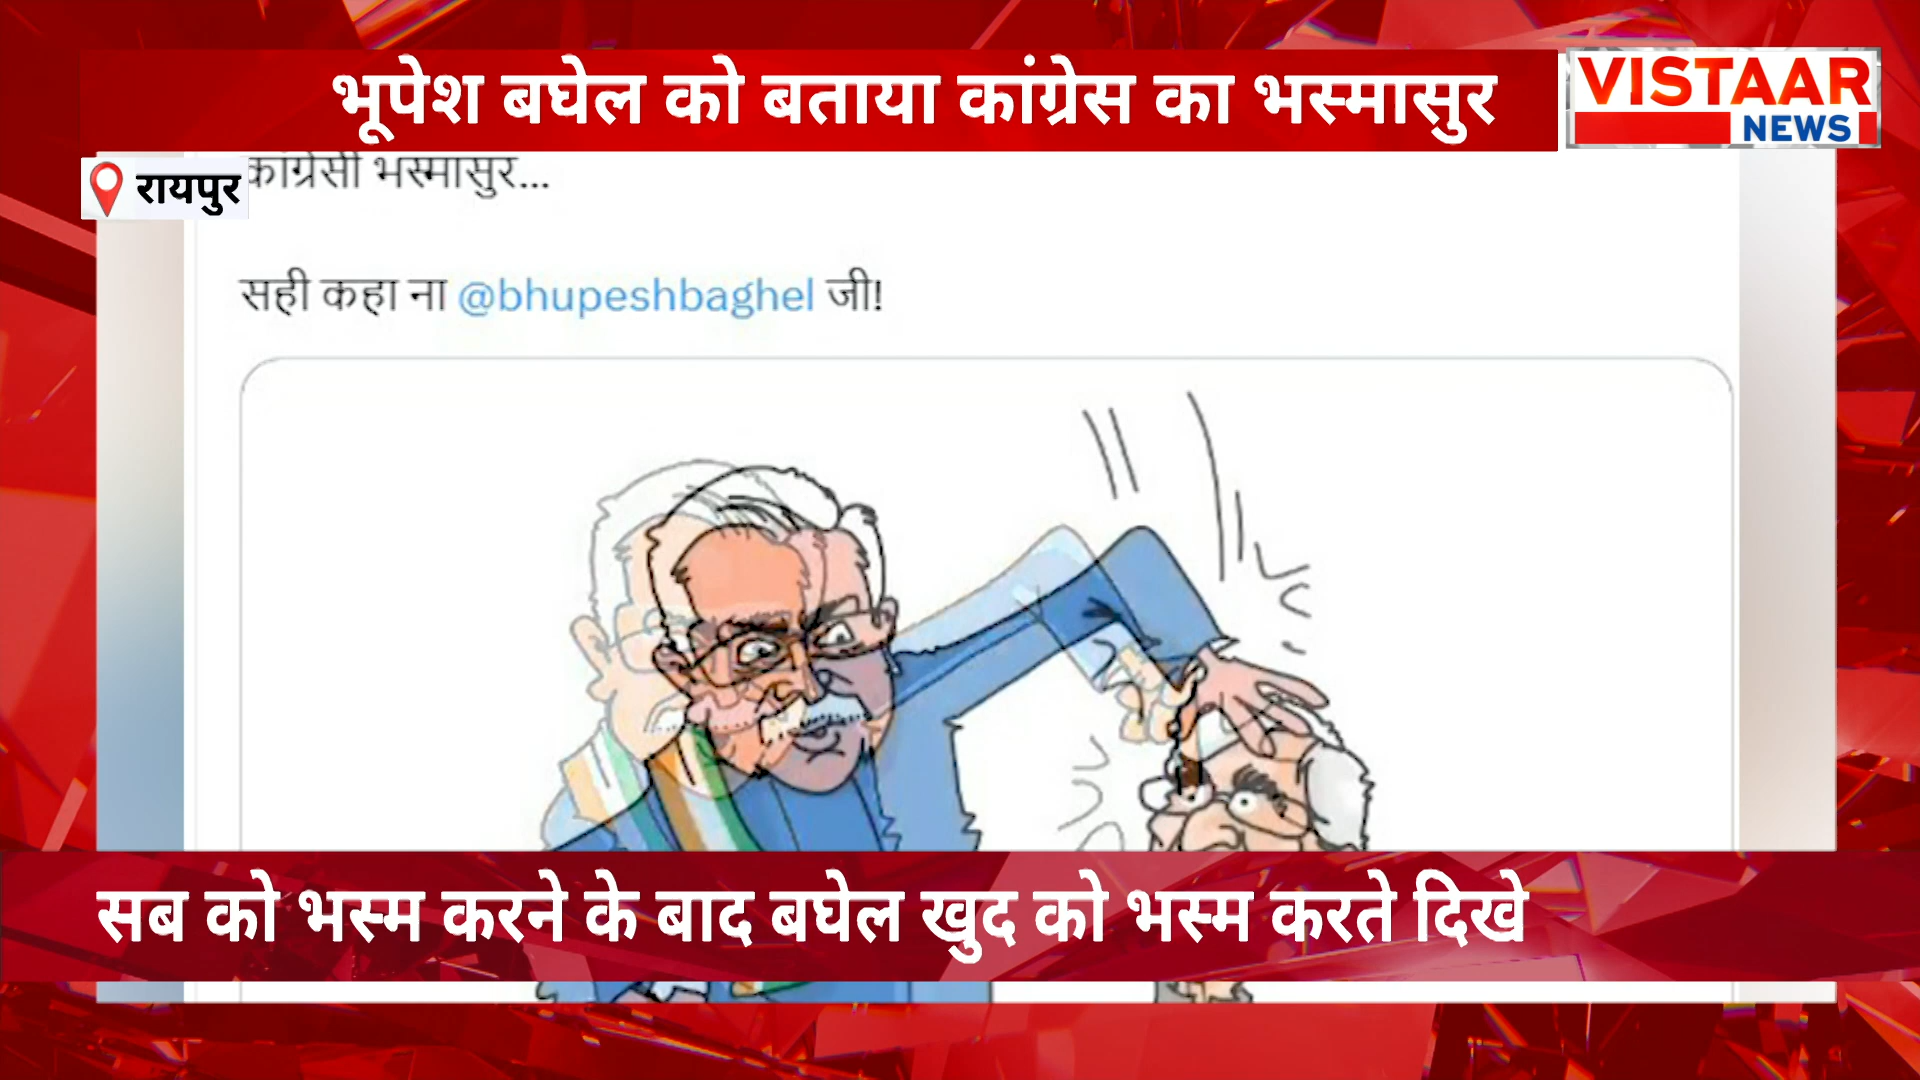 भूपेश बघेल को बताया कांग्रेस का भस्मासुर
VISTAAR
NEWS
रायपुर
कांग्रेसी भस्मासुर...
सही कहा ना @bhupeshbaghel जी!
सब को भस्म करने के बाद बघेल खुद को भस्म करते दिखे